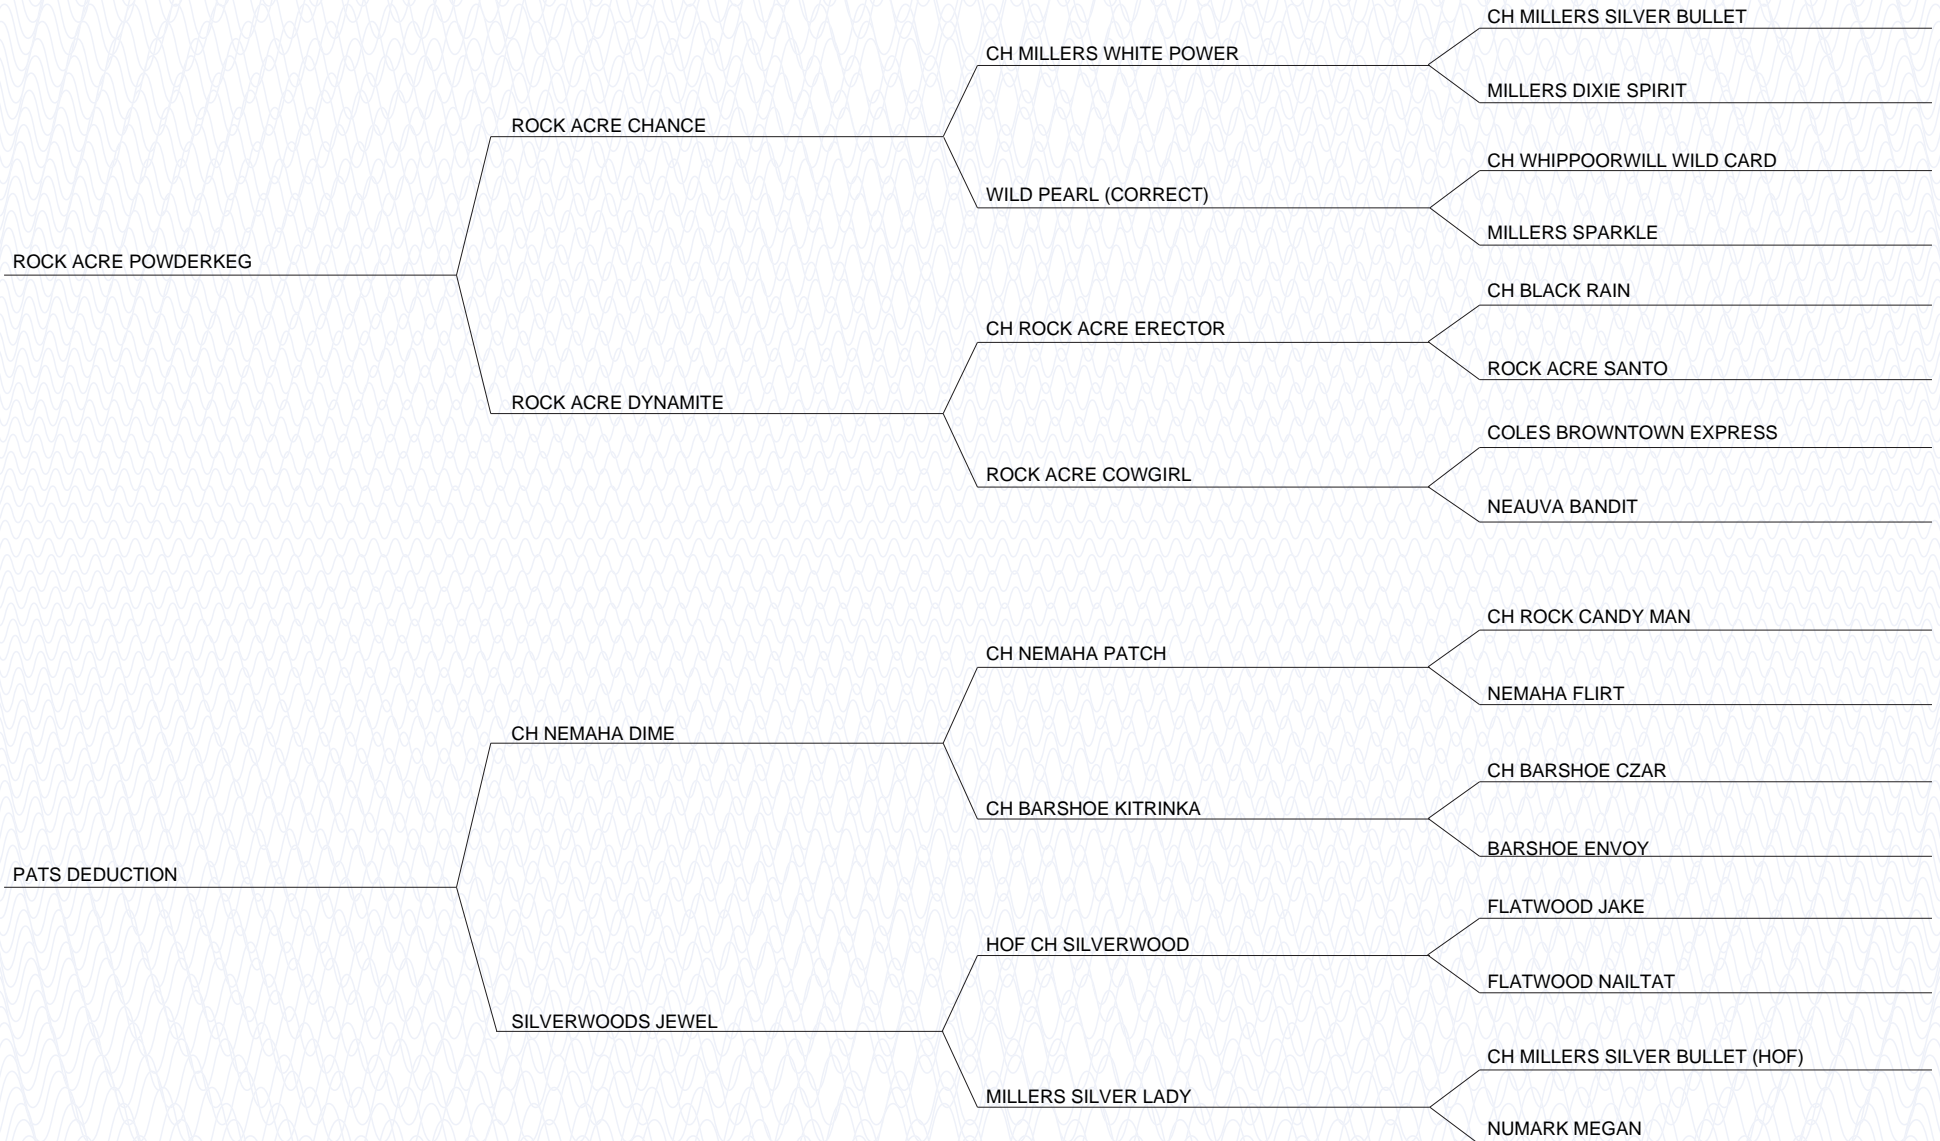 CH MILLERS SILVER BULLET
CH MILLERS WHITE POWER
MILLERS DIXIE SPIRIT
ROCK ACRE CHANCE
CH WHIPPOORWILL WILD CARD
WILD PEARL (CORRECT)
MILLERS SPARKLE
ROCK ACRE POWDERKEG
CH BLACK RAIN
CH ROCK ACRE ERECTOR
ROCK ACRE SANTO
ROCK ACRE DYNAMITE
COLES BROWNTOWN EXPRESS
ROCK ACRE COWGIRL
NEAUVA BANDIT
CH ROCK CANDY MAN
CH NEMAHA PATCH
NEMAHA FLIRT
CH NEMAHA DIME
CH BARSHOE CZAR
CH BARSHOE KITRINKA
BARSHOE ENVOY
PATS DEDUCTION
FLATWOOD JAKE
HOF CH SILVERWOOD
FLATWOOD NAILTAT
SILVERWOODS JEWEL
CH MILLERS SILVER BULLET (HOF)
MILLERS SILVER LADY
NUMARK MEGAN